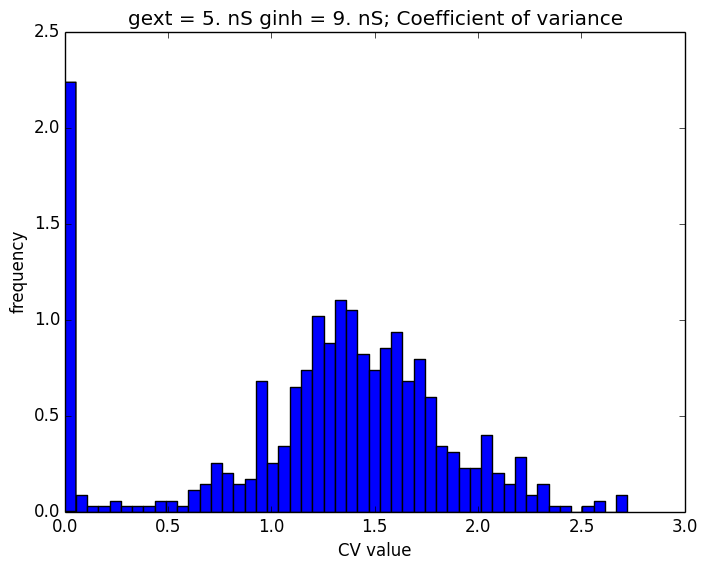 gext = 5. nS ginh = 9. nS; Coefficient of variance
2.5
2.0
1.5
1.0
0.5
0.0
frequency
0.0 0.5 1.0 1.5 2.0 2.5 3.0
CV value